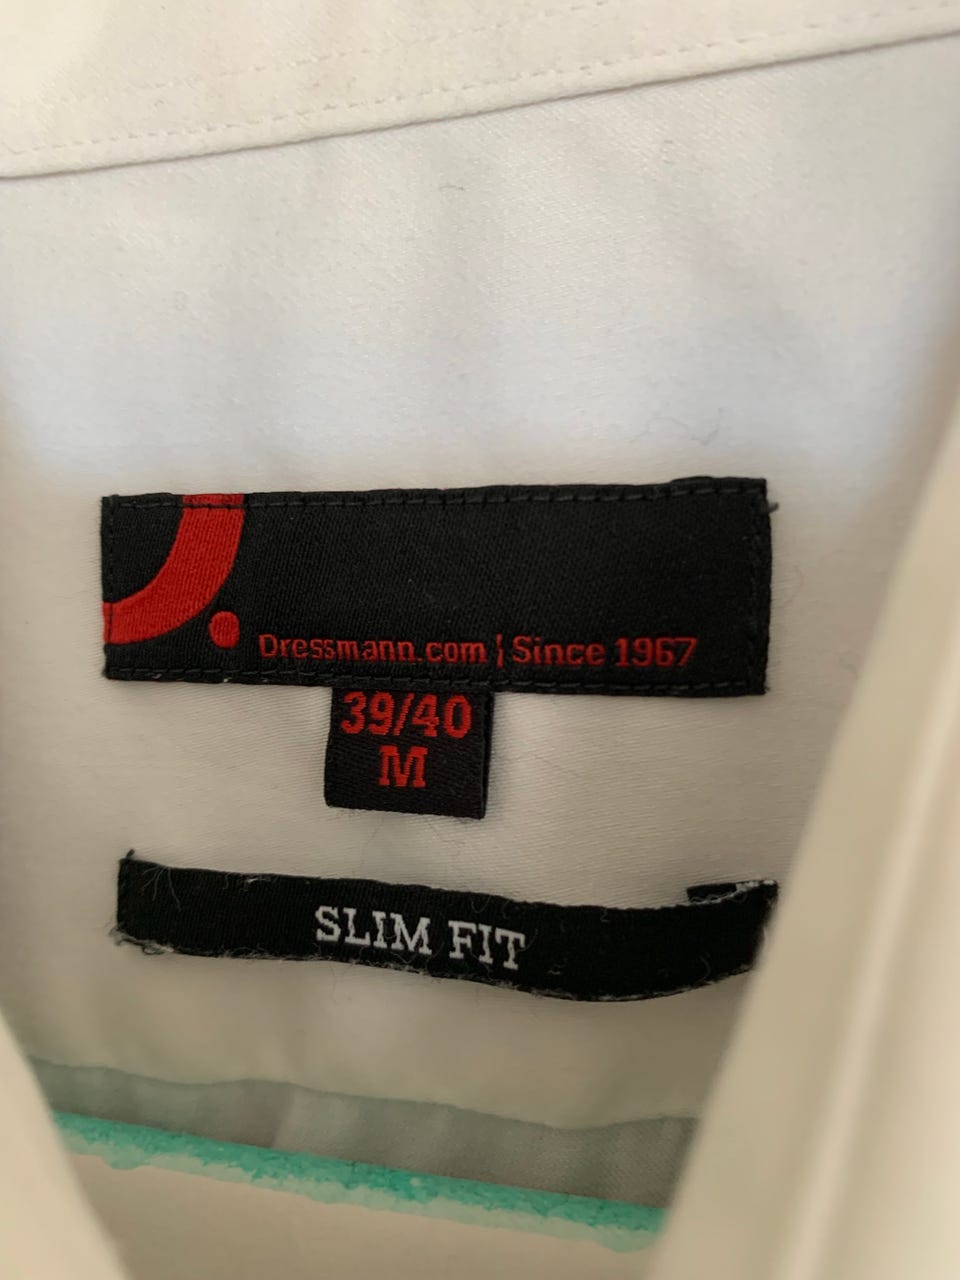 Dressmann.com | Since 1967
39/40
M
SLIM FIT